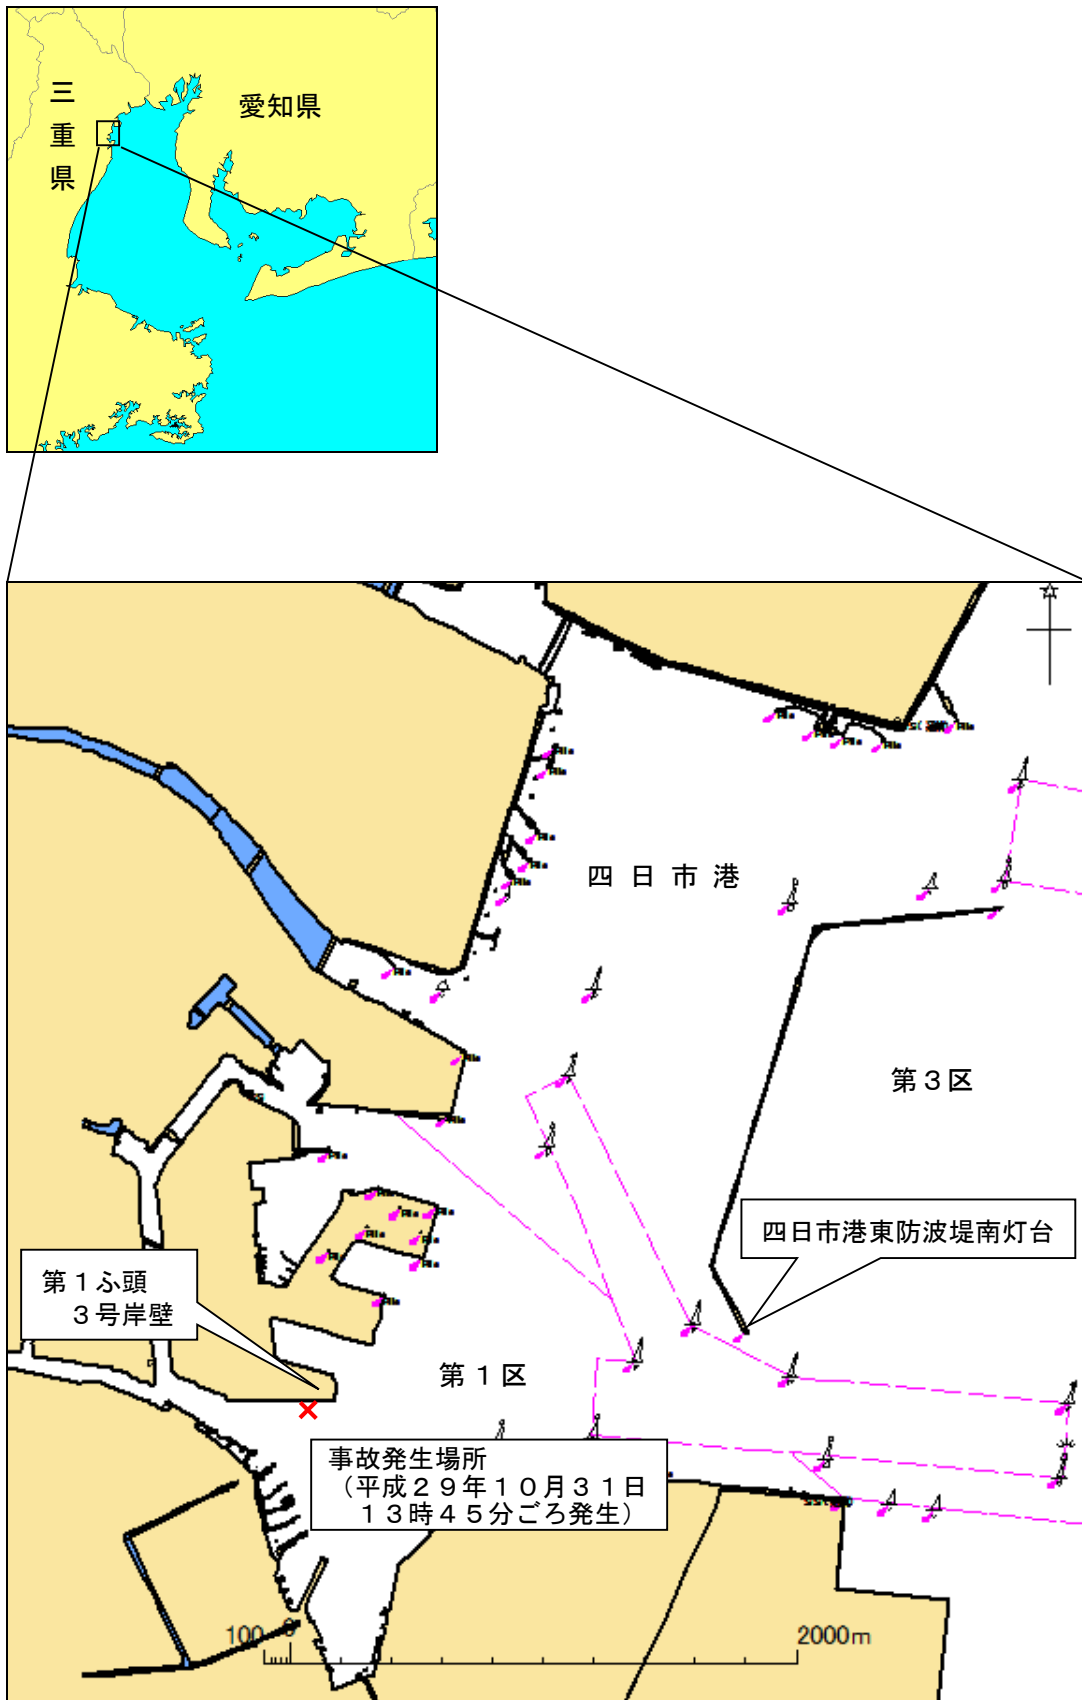 三重県
愛知県
四日市港
第３区
四日市港東防波堤南灯台
第１ふ頭
３号岸壁
第１区
事故発生場所
（平成２９年１０月３１日
１３時４５分ごろ発生）
100
0
2000m